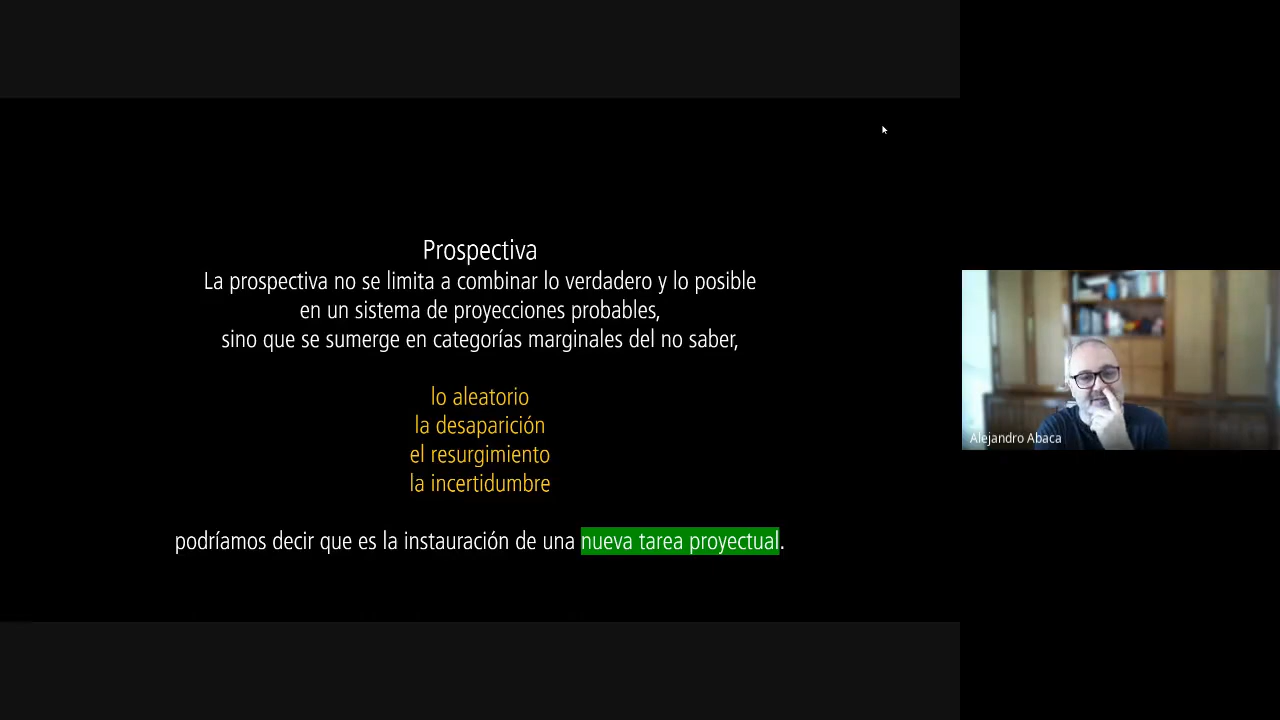 Prospectiva
La prospectiva no se limita a combinar lo verdadero y lo posible
en un sistema de proyecciones probables,
sino que se sumerge en categorías marginales del no saber,
lo aleatorio
la desaparición
el resurgimiento
la incertidumbre
podríamos decir que es la instauración de una nueva tarea proyectual.
Alejandro Abaca